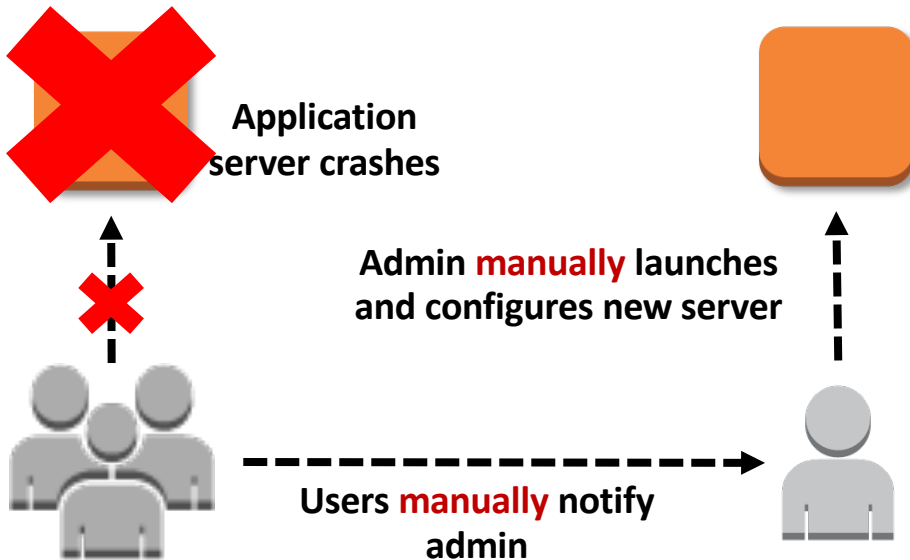 Application
server crashes
Admin manually launches
and configures new server
Users manually notify
admin